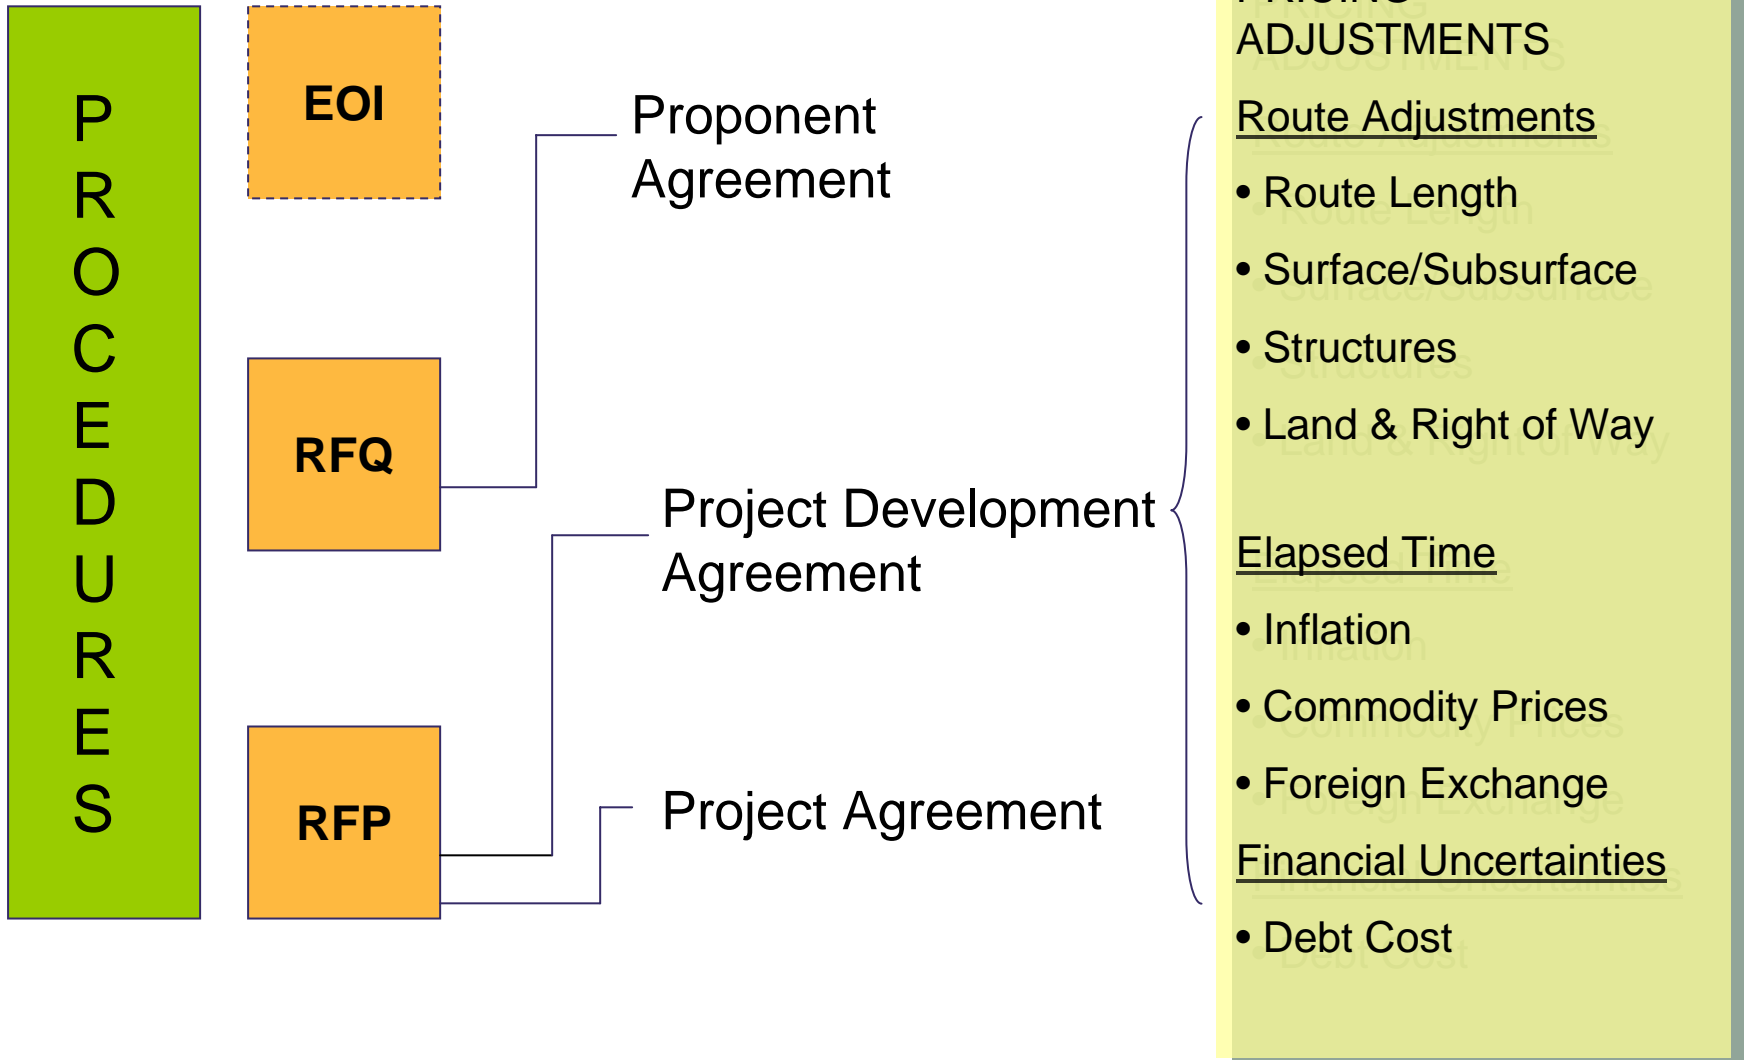 PROCEDURES
EOI
RFQ
RFP
Proponent
Agreement
Project Development
Agreement
Project Agreement
PRICING
ADJUSTMENTS
Route Adjustments
• Route Length
• Surface/Subsurface
• Structures
• Land & Right of Way
Elapsed Time
• Inflation
• Commodity Prices
• Foreign Exchange
Financial Uncertainties
• Debt Cost